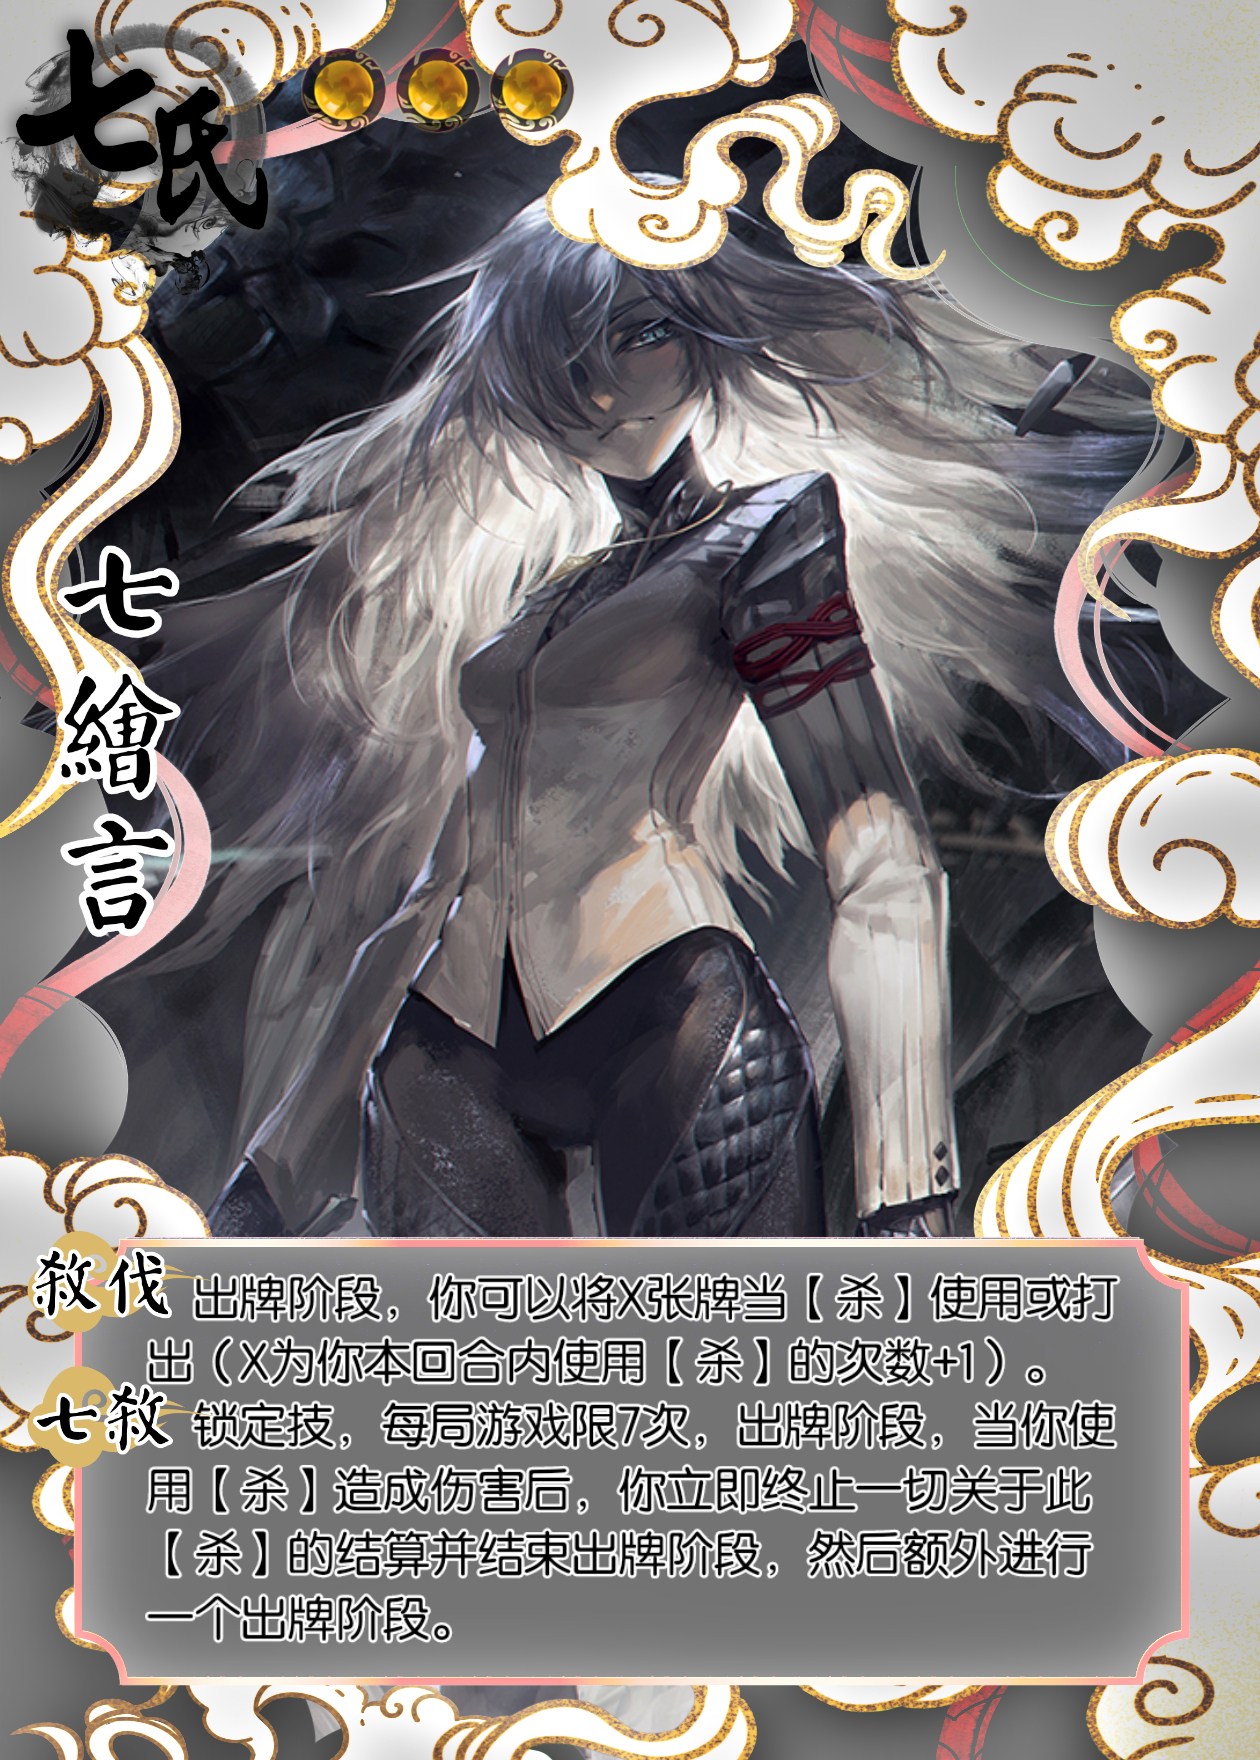 七氏
七繪言
敘伐 出牌阶段，你可以将X张牌当【杀】使用或打
出（X为你本回合内使用【杀】的次数+1）。
七敘 锁定技，每局游戏限7次，出牌阶段，当你使
用【杀】造成伤害后，你立即终止一切关于此
【杀】的结算并结束出牌阶段，然后额外进行
一个出牌阶段。